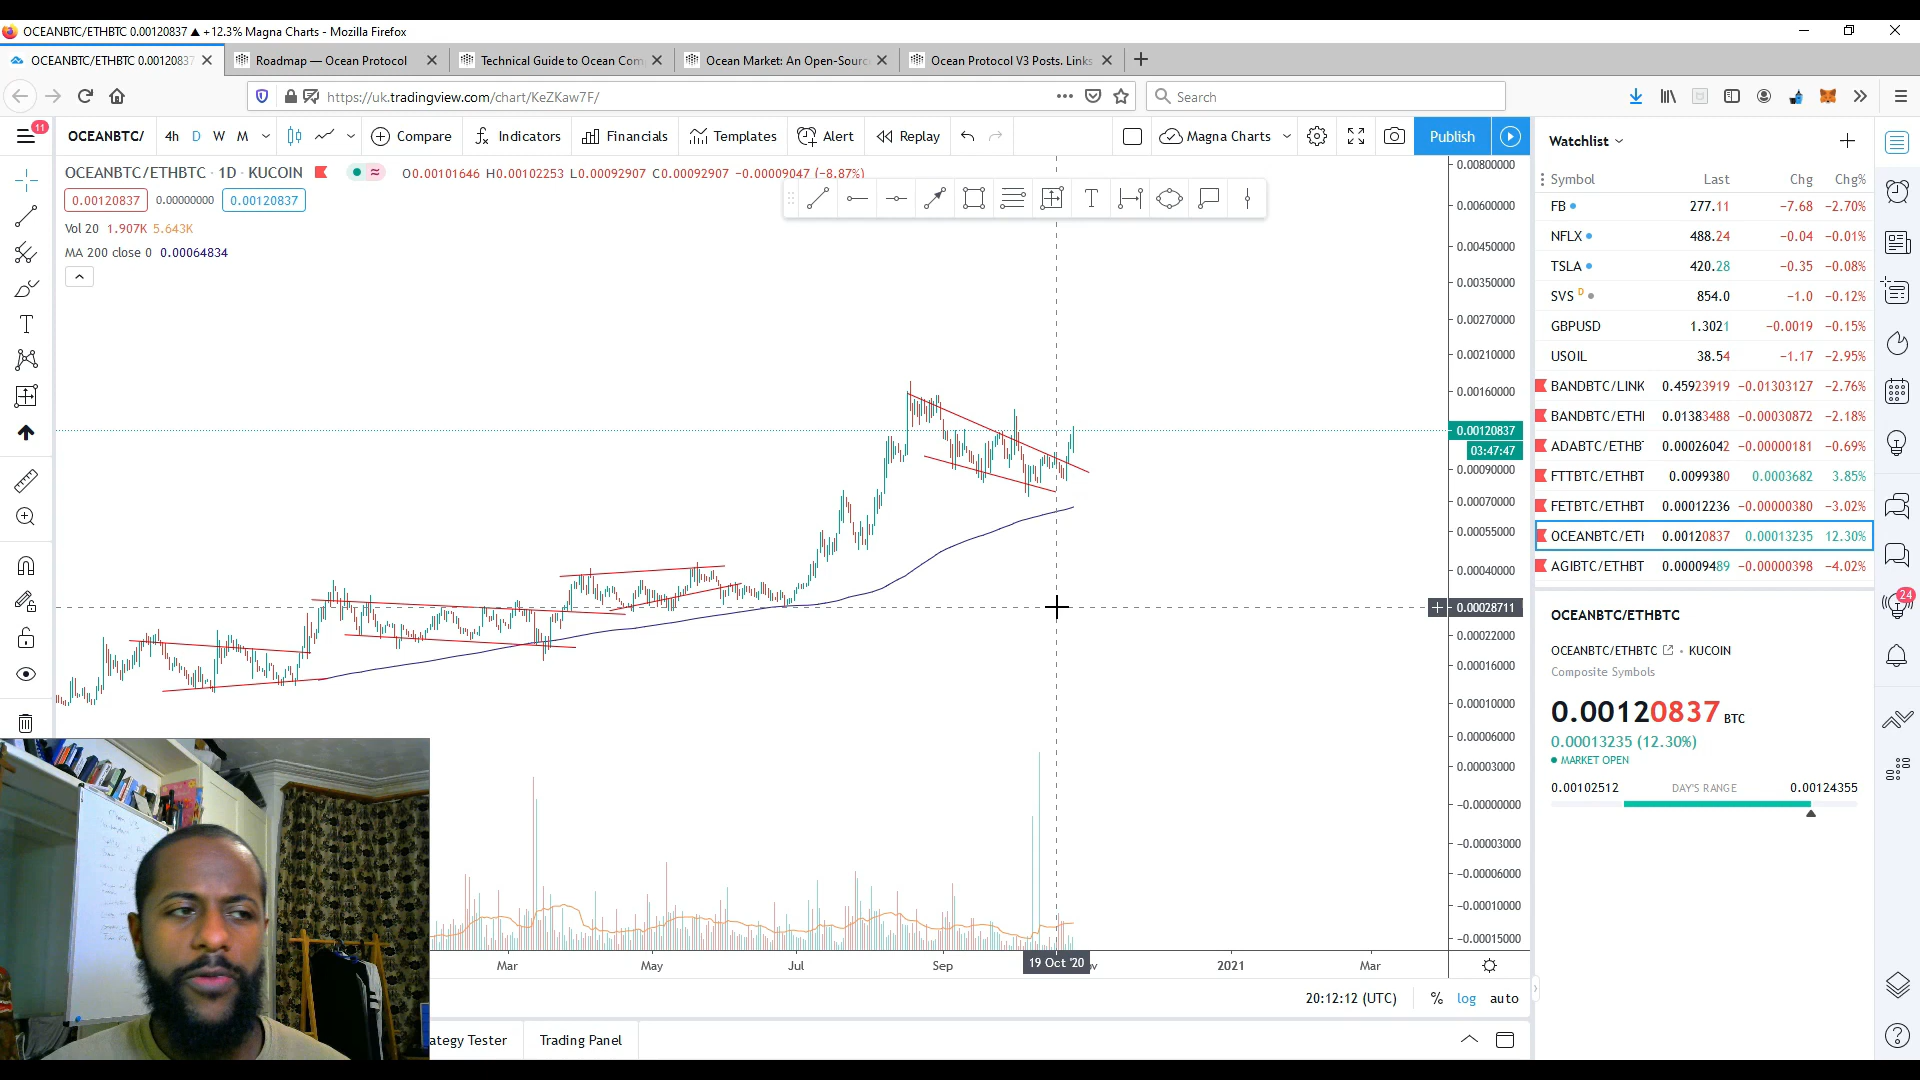 OCEANBTC/ETHBTC 0.00120837 ▲ +12.3% Magna Charts - Mozilla Firefox
OCEANBTC/ETHBTC 0.00120837
Roadmap — Ocean Protocol
Technical Guide to Ocean Com
Ocean Market: An Open-Sourc
Ocean Protocol V3 Posts. Links
https://uk.tradingview.com/chart/KeZKaw7F/
Search
11
OCEANBTC/
4h D W M
Compare
Indicators
Financials
Templates
Alert
Replay
Magna Charts
Publish
OCEANBTC/ETHBTC · 1D · KUCOIN
O0.00101646 H0.00102253 L0.00092907 C0.00092907 −0.00009047 (−8.87%)
0.00120837 0.00000000 0.00120837
Vol 20 1.907K 5.643K
MA 200 close 0 0.00064834
0.00800000
0.00600000
0.00450000
0.00350000
0.00270000
0.00210000
0.00160000
0.00120837
03:47:47
0.00090000
0.00070000
0.00055000
0.00040000
0.00028711
0.00022000
0.00016000
0.00010000
0.00006000
0.00003000
−0.00000000
−0.00003000
−0.00006000
−0.00010000
−0.00015000
Mar May Jul Sep 19 Oct '20 2021 Mar
20:12:12 (UTC) % log auto
ategy Tester
Trading Panel
Watchlist
Symbol Last Chg Chg%
FB 277.11 −7.68 −2.70%
NFLX 488.24 −0.04 −0.01%
TSLA 420.28 −0.35 −0.08%
SVS D 854.0 −1.0 −0.12%
GBPUSD 1.3021 −0.0019 −0.15%
USOIL 38.54 −1.17 −2.95%
BANDBTC/LINK 0.45923919 −0.01303127 −2.76%
BANDBTC/ETHI 0.01383488 −0.00030872 −2.18%
ADABTC/ETHB 0.00026042 −0.00000181 −0.69%
FTTBTC/ETHBT 0.0099380 0.0003682 3.85%
FETBTC/ETHBT 0.00012236 −0.00000380 −3.02%
OCEANBTC/ETH 0.00120837 0.00013235 12.30%
AGIBTC/ETHBT 0.00009489 −0.00000398 −4.02%
OCEANBTC/ETHBTC
OCEANBTC/ETHBTC • KUCOIN
Composite Symbols
0.00120837 BTC
0.00013235 (12.30%)
MARKET OPEN
0.00102512 DAY'S RANGE 0.00124355
24